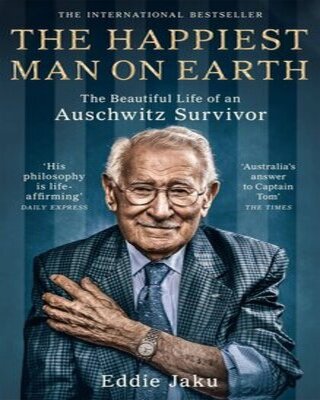 THE INTERNATIONAL BESTSELLER
THE HAPPIEST
MAN ON EARTH
The Beautiful Life of an
Auschwitz Survivor
‘His
philosophy
is life-
affirming’
DAILY EXPRESS
‘Australia’s
answer
to Captain
Tom’
THE TIMES
Eddie Jaku